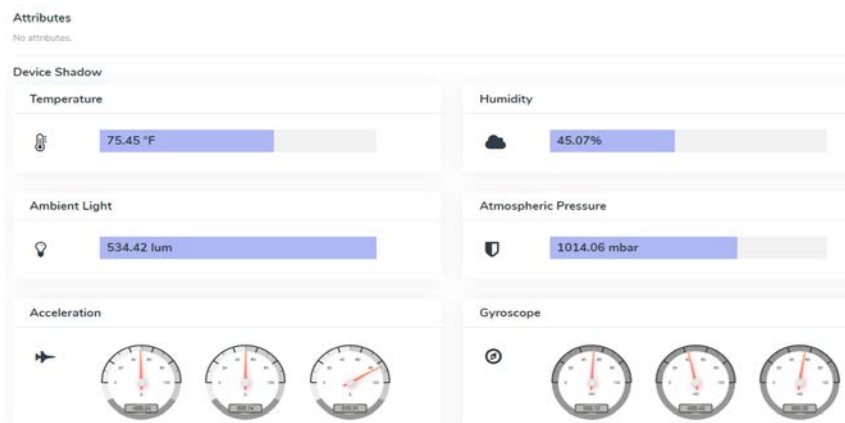 Attributes
No attributes.
Device Shadow
Temperature
75.45 °F
Humidity
45.07%
Ambient Light
534.42 lum
Atmospheric Pressure
1014.06 mbar
Acceleration
Gyroscope